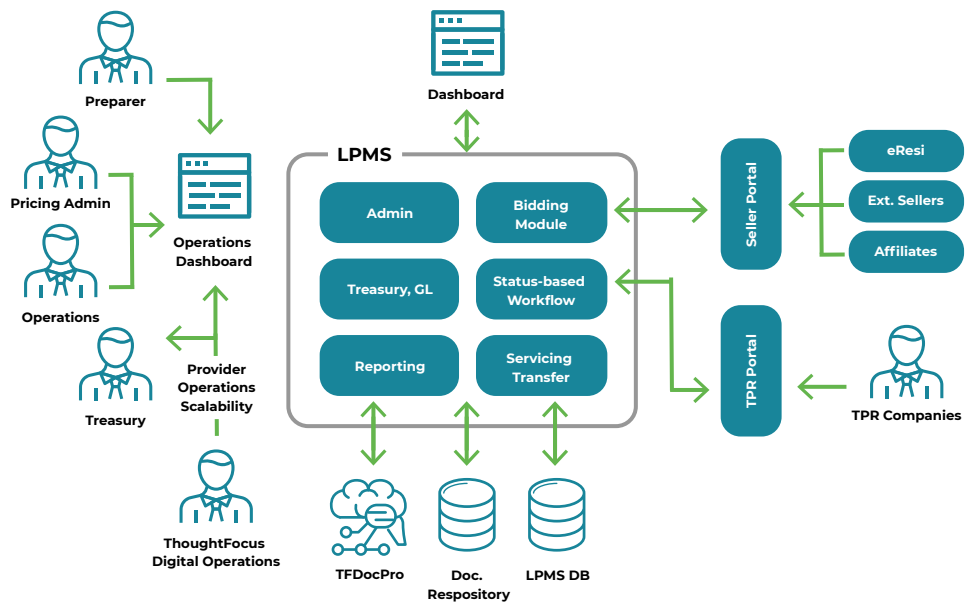 Preparer
Pricing Admin
Operations
Operations
Dashboard
Treasury
Provider
Operations
Scalability
ThoughtFocus
Digital Operations
Dashboard
LPMS
Admin
Bidding
Module
Treasury, GL
Status-based
Workflow
Reporting
Servicing
Transfer
TFDocPro
Doc.
Respository
LPMS DB
Seller Portal
eResi
Ext. Sellers
Affiliates
TPR Portal
TPR Companies